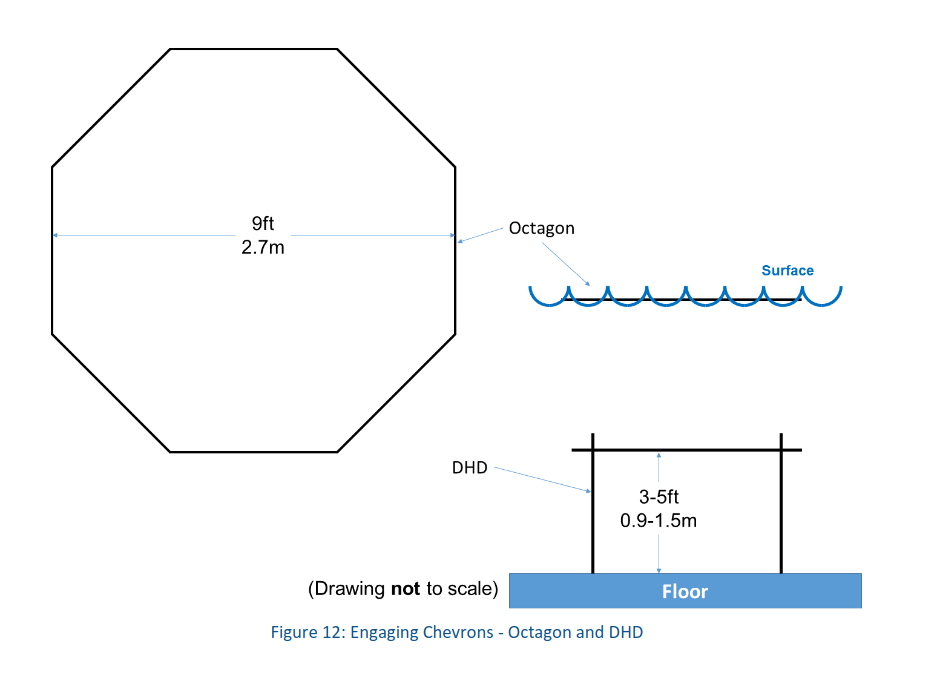 9ft
2.7m
Octagon
Surface
DHD
3-5ft
0.9-1.5m
(Drawing not to scale)
Floor
Figure 12: Engaging Chevrons - Octagon and DHD